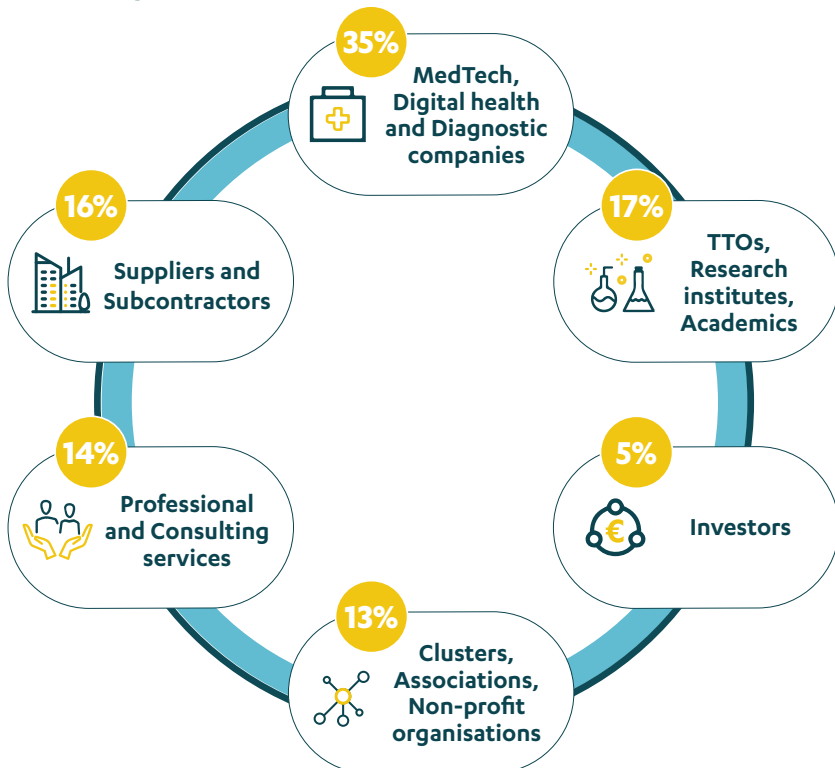 35%
MedTech,
Digital health
and Diagnostic
companies
16%
Suppliers and
Subcontractors
17%
TTOs,
Research
institutes,
Academics
14%
Professional
and Consulting
services
5%
€
Investors
13%
Clusters,
Associations,
Non-profit
organisations